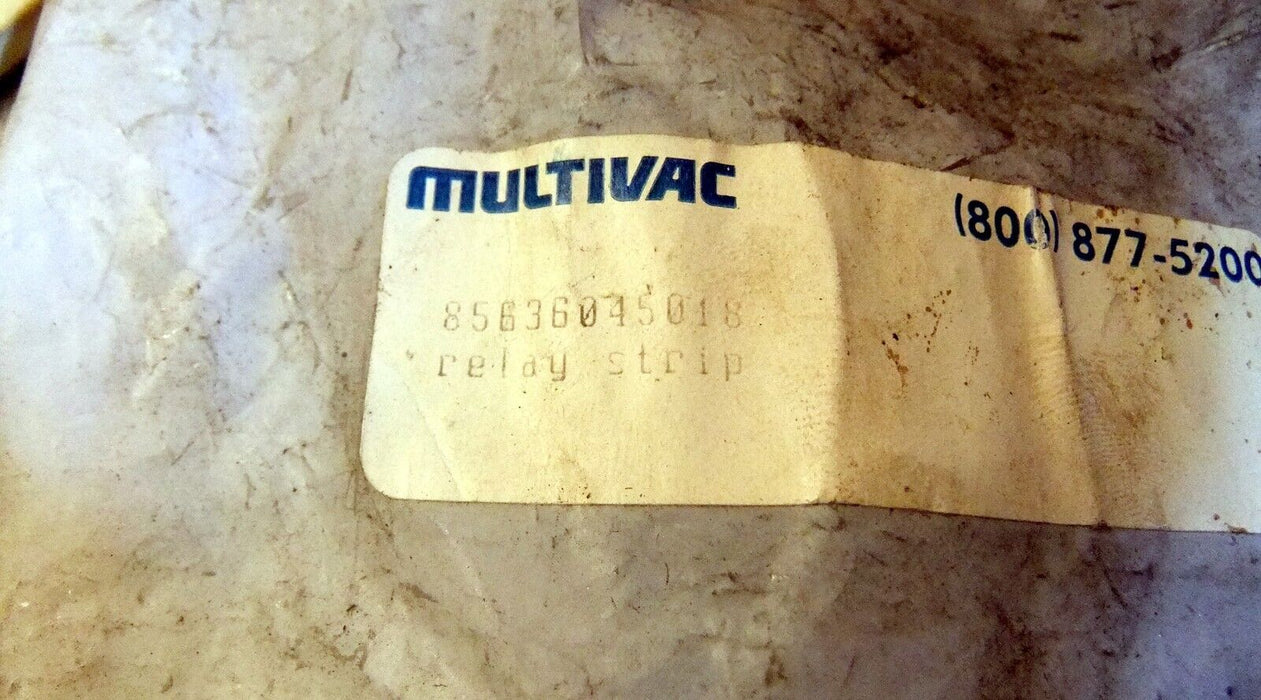 MULTIVAC
(800) 877-5200
85636045018
relay strip